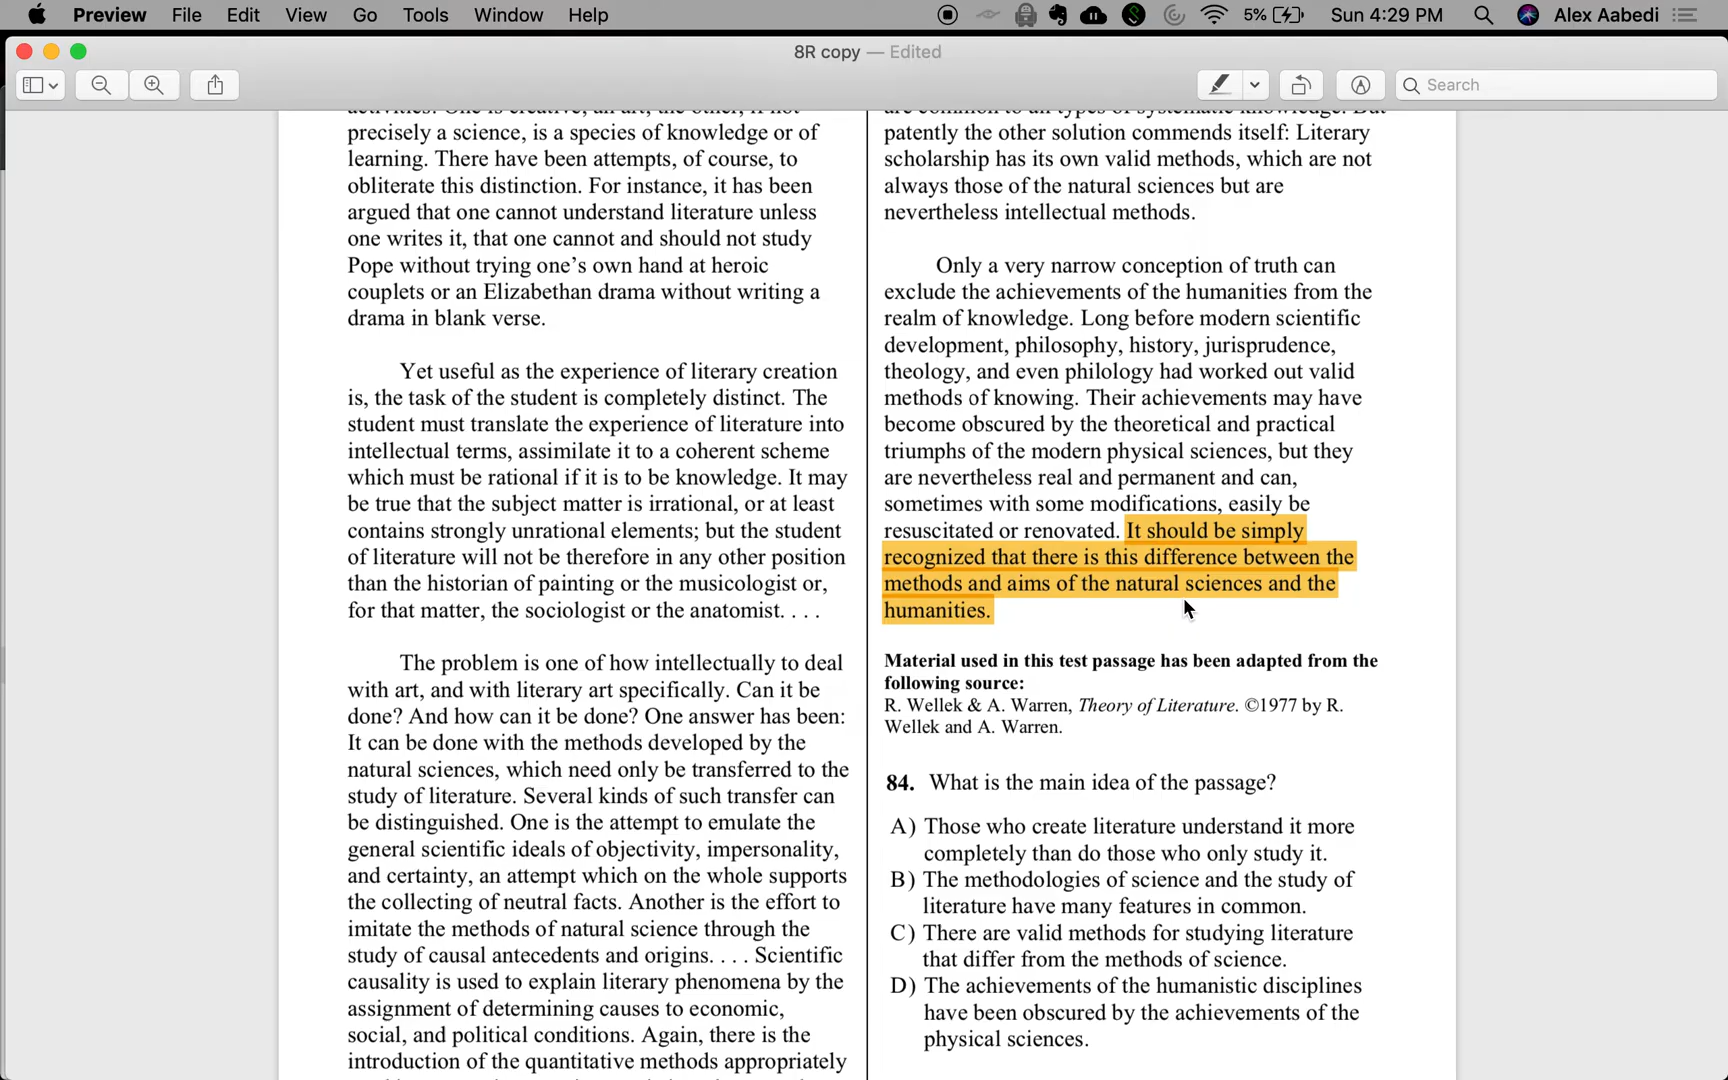 Preview File Edit View Go Tools Window Help 5% Sun 4:29 PM Alex Aabedi
8R copy — Edited
Search
activities. One is creative, an art; the other, if not
precisely a science, is a species of knowledge or of
learning. There have been attempts, of course, to
obliterate this distinction. For instance, it has been
argued that one cannot understand literature unless
one writes it, that one cannot and should not study
Pope without trying one’s own hand at heroic
couplets or an Elizabethan drama without writing a
drama in blank verse.
Yet useful as the experience of literary creation
is, the task of the student is completely distinct. The
student must translate the experience of literature into
intellectual terms, assimilate it to a coherent scheme
which must be rational if it is to be knowledge. It may
be true that the subject matter is irrational, or at least
contains strongly unrational elements; but the student
of literature will not be therefore in any other position
than the historian of painting or the musicologist or,
for that matter, the sociologist or the anatomist. . . .
The problem is one of how intellectually to deal
with art, and with literary art specifically. Can it be
done? And how can it be done? One answer has been:
It can be done with the methods developed by the
natural sciences, which need only be transferred to the
study of literature. Several kinds of such transfer can
be distinguished. One is the attempt to emulate the
general scientific ideals of objectivity, impersonality,
and certainty, an attempt which on the whole supports
the collecting of neutral facts. Another is the effort to
imitate the methods of natural science through the
study of causal antecedents and origins. . . . Scientific
causality is used to explain literary phenomena by the
assignment of determining causes to economic,
social, and political conditions. Again, there is the
introduction of the quantitative methods appropriately
are common to all types of systematic knowledge. But
patently the other solution commends itself: Literary
scholarship has its own valid methods, which are not
always those of the natural sciences but are
nevertheless intellectual methods.
Only a very narrow conception of truth can
exclude the achievements of the humanities from the
realm of knowledge. Long before modern scientific
development, philosophy, history, jurisprudence,
theology, and even philology had worked out valid
methods of knowing. Their achievements may have
become obscured by the theoretical and practical
triumphs of the modern physical sciences, but they
are nevertheless real and permanent and can,
sometimes with some modifications, easily be
resuscitated or renovated. It should be simply
recognized that there is this difference between the
methods and aims of the natural sciences and the
humanities.
Material used in this test passage has been adapted from the
following source:
R. Wellek & A. Warren, Theory of Literature. ©1977 by R.
Wellek and A. Warren.
84. What is the main idea of the passage?
A) Those who create literature understand it more
completely than do those who only study it.
B) The methodologies of science and the study of
literature have many features in common.
C) There are valid methods for studying literature
that differ from the methods of science.
D) The achievements of the humanistic disciplines
have been obscured by the achievements of the
physical sciences.